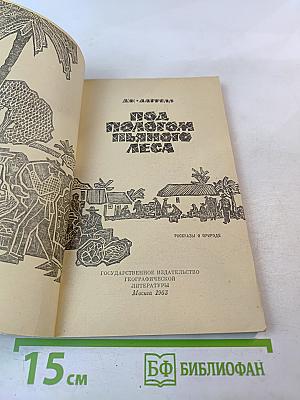 ДЖ • ДАРРЕЛЛ
ПОД
ПОЛОГОМ
ПЬЯНОГО
ЛЕСА
РАССКАЗЫ О ПРИРОДЕ
ГОСУДАРСТВЕННОЕ ИЗДАТЕЛЬСТВО
ГЕОГРАФИЧЕСКОЙ
ЛИТЕРАТУРЫ
Москва 1963
15 см
БФ БИБЛИОФАН